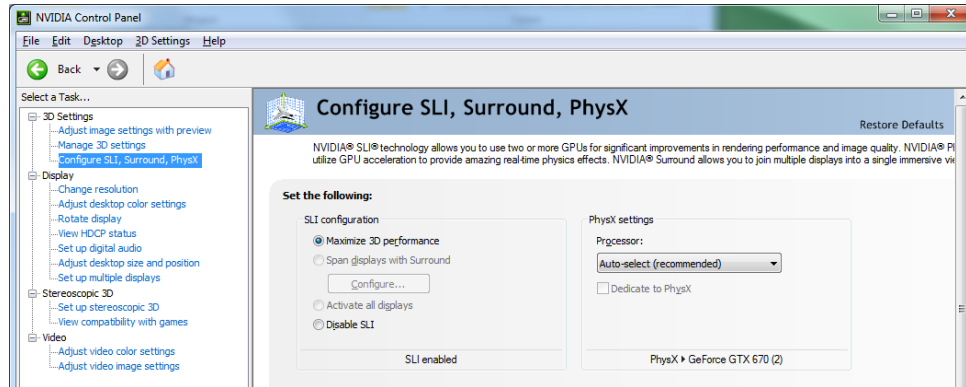 NVIDIA Control Panel
File Edit Desktop 3D Settings Help
Back
Select a Task...
3D Settings
Adjust image settings with preview
Manage 3D settings
Configure SLI, Surround, PhysX
Display
Change resolution
Adjust desktop color settings
Rotate display
View HDCP status
Set up digital audio
Adjust desktop size and position
Set up multiple displays
Stereoscopic 3D
Set up stereoscopic 3D
View compatibility with games
Video
Adjust video color settings
Adjust video image settings
Configure SLI, Surround, PhysX
Restore Defaults
NVIDIA® SLI® technology allows you to use two or more GPUs for significant improvements in rendering performance and image quality. NVIDIA®
utilize GPU acceleration to provide amazing real-time physics effects. NVIDIA® Surround allows you to join multiple displays into a single immersive
Set the following:
SLI configuration
Maximize 3D performance
Span displays with Surround
Configure...
Activate all displays
Disable SLI
SLI enabled
PhysX settings
Processor:
Auto-select (recommended)
Dedicate to PhysX
PhysX ▸ GeForce GTX 670 (2)